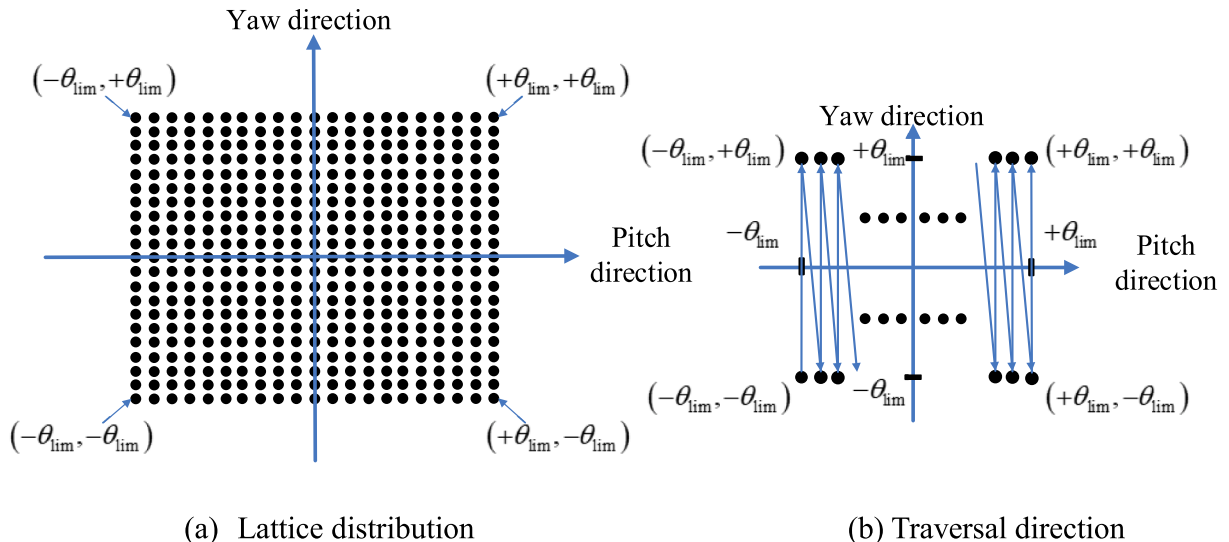 Yaw direction
(−θlim,+θlim)
(+θlim,+θlim)
Pitch
direction
(−θlim,−θlim)
(+θlim,−θlim)
(a) Lattice distribution
Yaw direction
(−θlim,+θlim)
+θlim
(+θlim,+θlim)
−θlim
+θlim
Pitch
direction
(−θlim,−θlim)
−θlim
(+θlim,−θlim)
(b) Traversal direction